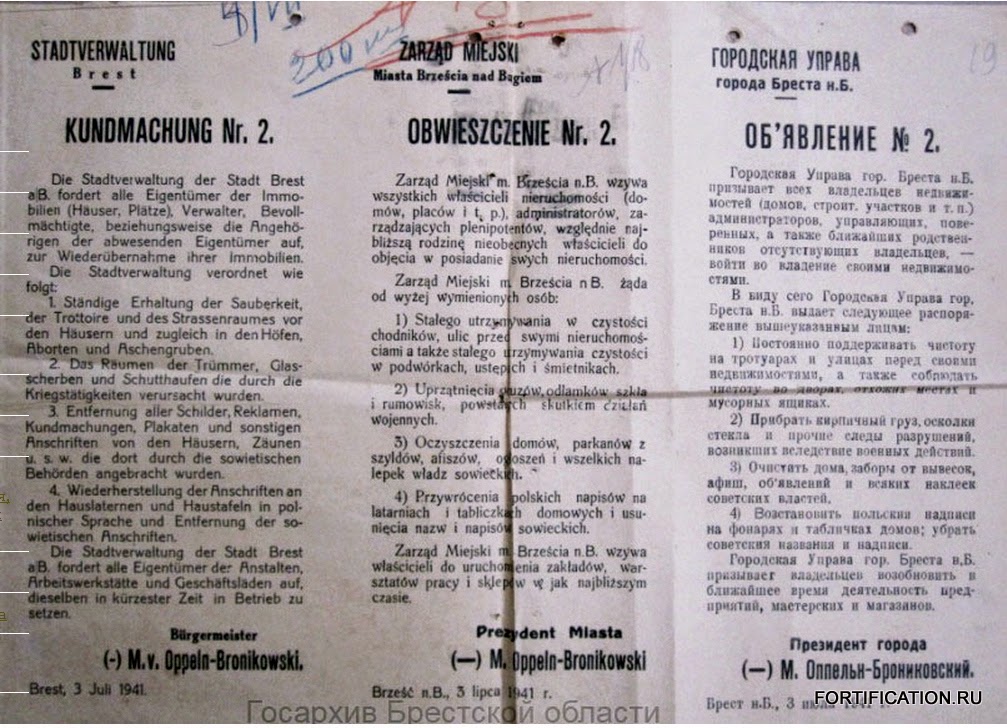 STADTVERWALTUNG
Brest
KUNDMACHUNG Nr. 2.
Die Stadtverwaltung der Stadt Brest
aB. fordert alle Eigentümer der Immo-
bilien (Häuser, Plätze), Verwalter, Bevoll-
mächtigte, beziehungsweise die Angehö-
rigen der abwesenden Eigentümer auf,
zur Wiederübernahme ihrer Immobilien.
Die Stadtverwaltung verordnet wie
folgt:
1. Ständige Erhaltung der Sauberkeit,
der Trottoire und des Strassenraumes vor
den Häusern und zugleich in den Höfen,
Aborten und Aschengruben.
2. Das Räumen der Trümmer, Glas-
scherben und Schutthaufen die durch die
Kriegstätigkeiten verursacht wurden.
3. Entfernung aller Schilder, Reklamen,
Kundmachungen, Plakaten und sonstigen
Anschriften von den Häusern, Zäunen
u. s. w. die dort durch die sowietischen
Behörden angebracht wurden.
4. Wiederherstellung der Anschriften an
den Hauslaternen und Haustafeln in pol-
nischer Sprache und Entfernung der so-
wietischen Anschriften.
Die Stadtverwaltung der Stadt Brest
aB. fordert alle Eigentümer der Anstalten,
Arbeitswerkstätte und Geschäftsläden auf,
dieselben in kürzester Zeit in Betrieb zu
setzen.
Bürgermeister
(-) M. v. Oppeln-Bronikowski.
Brest, 3 Juli 1941.
200
ZARZĄD MIEJSKI
Miasta Brześcia nad Bugiem
OBWIESZCZENIE Nr. 2.
Zarząd Miejski m. Brześcia n.B. wzywa
wszystkich właścicieli nieruchomości (do-
mów, placów i t. p.), administratorów, za-
rządzających plenipotentów, względnie naj-
bliższą rodzinę nieobecnych właścicieli do
objęcia w posiadanie swych nieruchomości.
Zarząd Miejski m. Brześcia n B. żąda
od wyżej wymienionych osób:
1) Stałego utrzymywania w czystości
chodników, ulic przed swymi nieruchomoś-
ciami a także stałego utrzymywania czystości
w podwórkach, ustępch i śmietnikach.
2) Uprzątnięcia gruzów, odłamków szkła
i rumowisk, powstałych skutkiem działań
wojennych.
3) Oczyszczenia domów, parkanów z
szyldów, afiszów, ogłoszeń i wszelkich na-
lepek władz sowieckich.
4) Przywrócenia polskich napisów na
latarniach i tabliczkach domowych i usu-
nięcia nazw i napisów sowieckich.
Zarząd Miejski m. Brześcia n.B. wzywa
właścicieli do uruchomienia zakładów, war-
sztatów pracy i sklepów w jak najbliższym
czasie.
Prezydent Miasta
(—) M. Oppeln-Bronikowski
Brześć n.B., 3 lipca 1941 r.
19
ГОРОДСКАЯ УПРАВА
города Бреста н.Б.
ОБ'ЯВЛЕНИЕ № 2.
Городская Управа гор. Бреста н.Б.
призывает всех владельцев недвижи-
мостей (домов, строит. участков и т. п.)
администраторов, управляющих, пове-
ренных, а также ближайших родствен-
ников отсутствующих владельцев, —
войти во владение своими недвижимо-
стями.
В виду сего Городская Управа гор.
Бреста н.Б. выдает следующее распоря-
жение вышеуказанным лицам:
1) Постоянно поддерживать чистоту
на тротуарах и улицах перед своими
недвижимостями, а также соблюдать
чистоту во дворах, отхожих местах и
мусорных ящиках.
2) Прибрать кирпичный груз, осколки
стекла и прочие следы разрушений,
возникших вследствие военных действий.
3) Очистить дома, заборы от вывесок,
афиш, об'явлений и всяких наклеек
советских властей.
4) Возстановить польския надписи
на фонарях и табличках домов; убрать
советския названия и надписи.
Городская Управа гор. Бреста н.Б.
призывает владельцев возобновить в
ближайшее время деятельность пред-
приятий, мастерских и магазинов.
Президент города
(—) М. Оппельн-Брониковский.
Брест н.Б., 3 июля 1941 г.
FORTIFICATION.RU
Госархив Брестской области